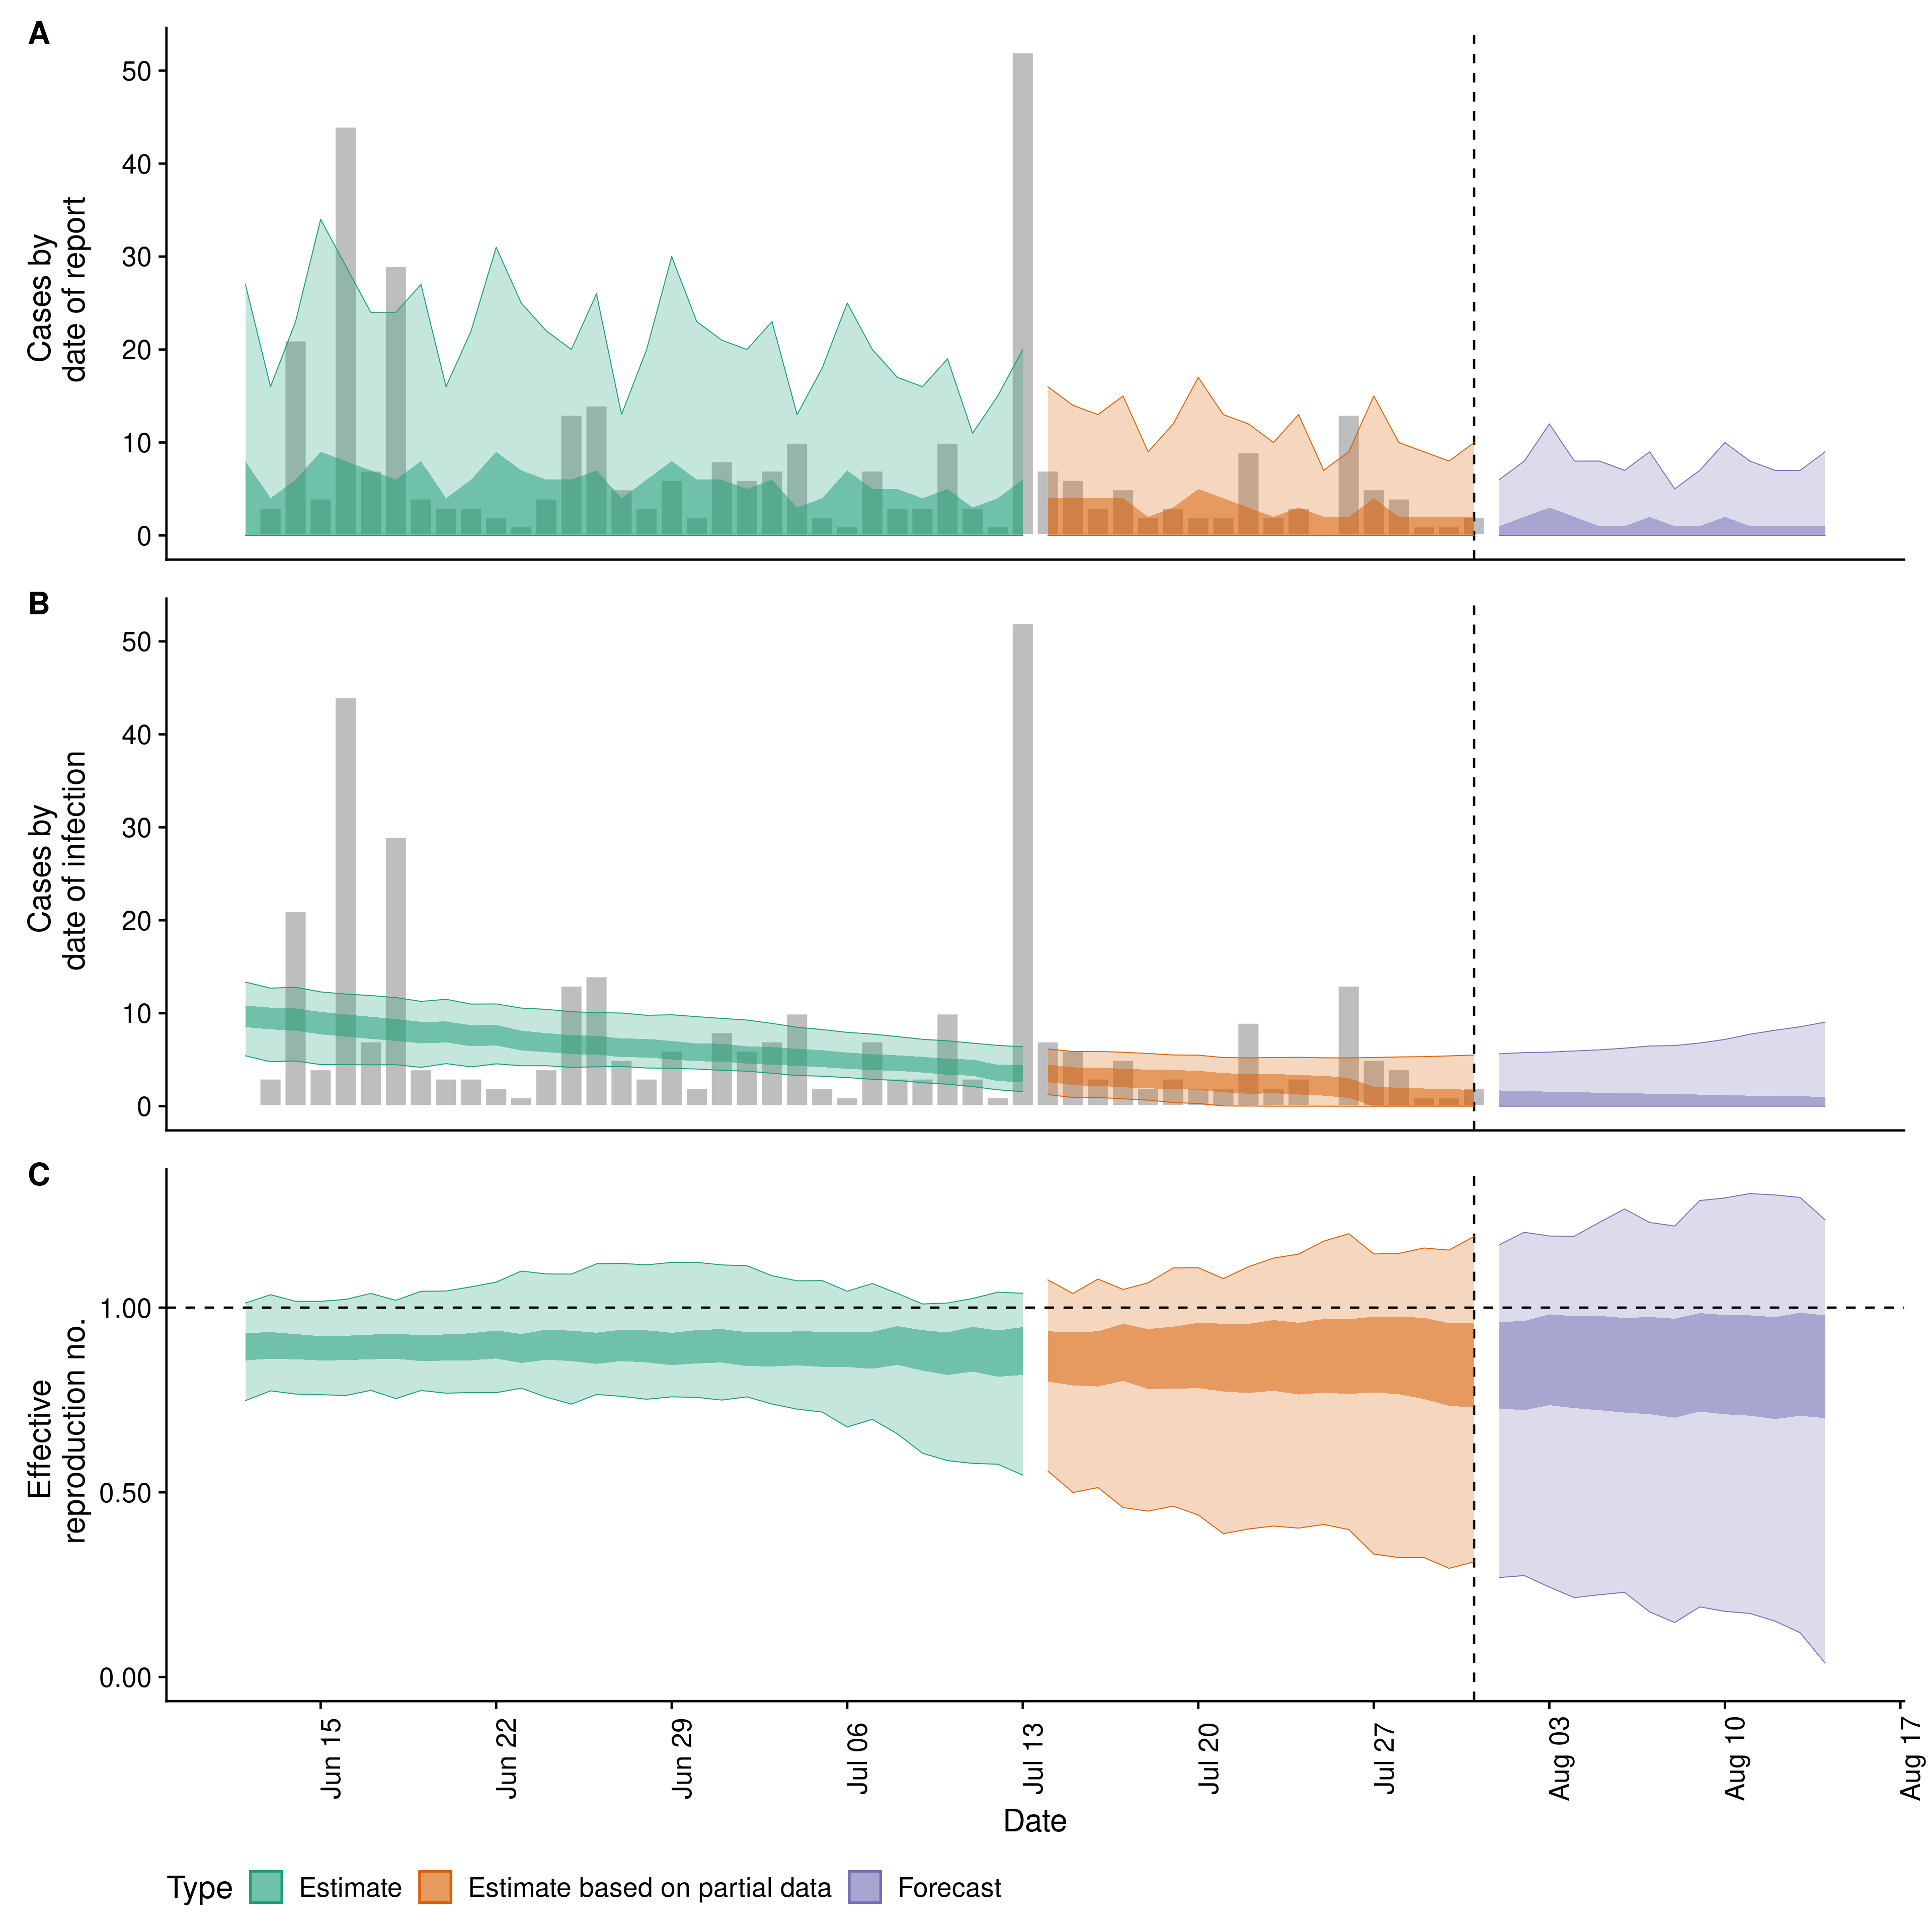 A
Cases by
date of report
50
40
30
20
10
0
B
Cases by
date of infection
50
40
30
20
10
0
C
Effective
reproduction no.
1.00
0.50
0.00
Jun 15
Jun 22
Jun 29
Jul 06
Jul 13
Jul 20
Jul 27
Aug 03
Aug 10
Aug 17
Date
Type Estimate Estimate based on partial data Forecast